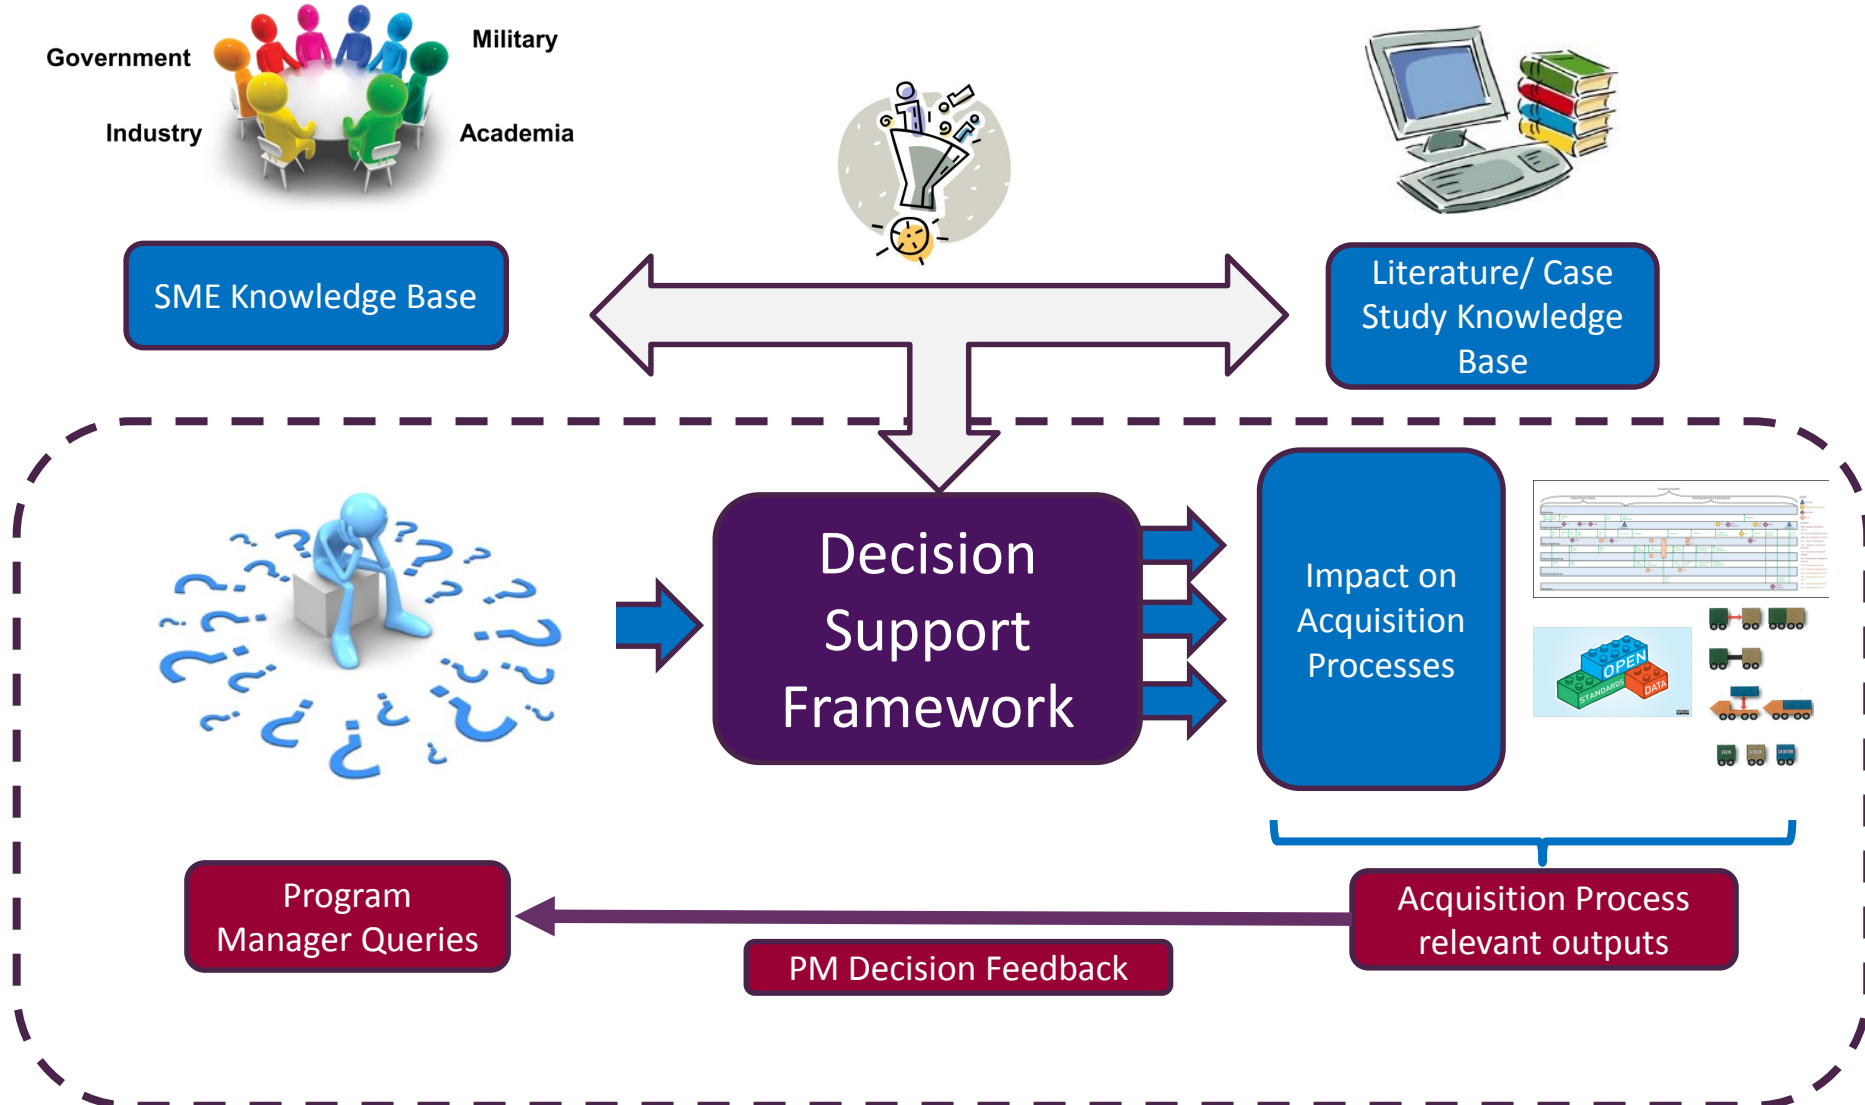 Government
Military
Industry
Academia
SME Knowledge Base
Literature/ Case
Study Knowledge
Base
Decision
Support
Framework
Impact on
Acquisition
Processes
OPEN
STANDARDS
DATA
Program
Manager Queries
PM Decision Feedback
Acquisition Process
relevant outputs